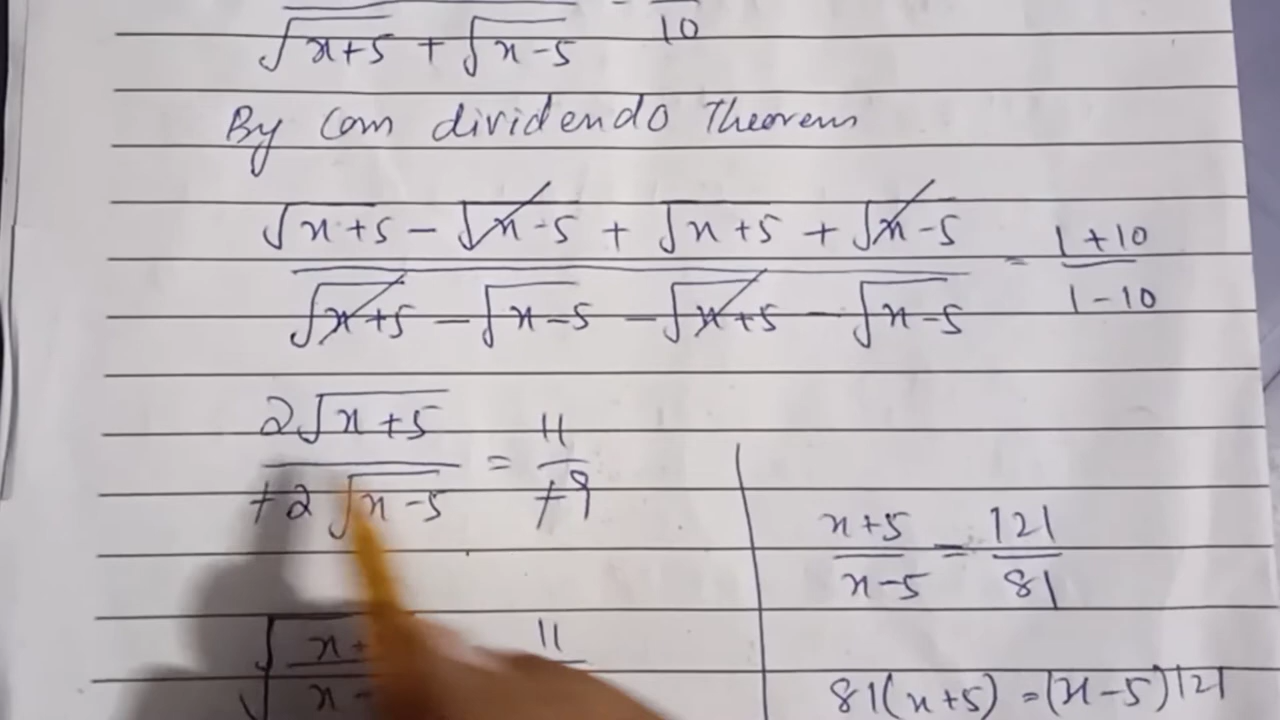 √x+5 + √x-5 10
By Com dividendo Theorem
√x+5 - √x-5 + √x+5 + √x-5 = 1+10
√x+5 - √x-5 - √x+5 - √x-5 1-10
2√x+5 = 11
+2√x-5 +9
x+5 = 121
x-5 81
√x+ 11
x-
81(x+5) = (x-5)121